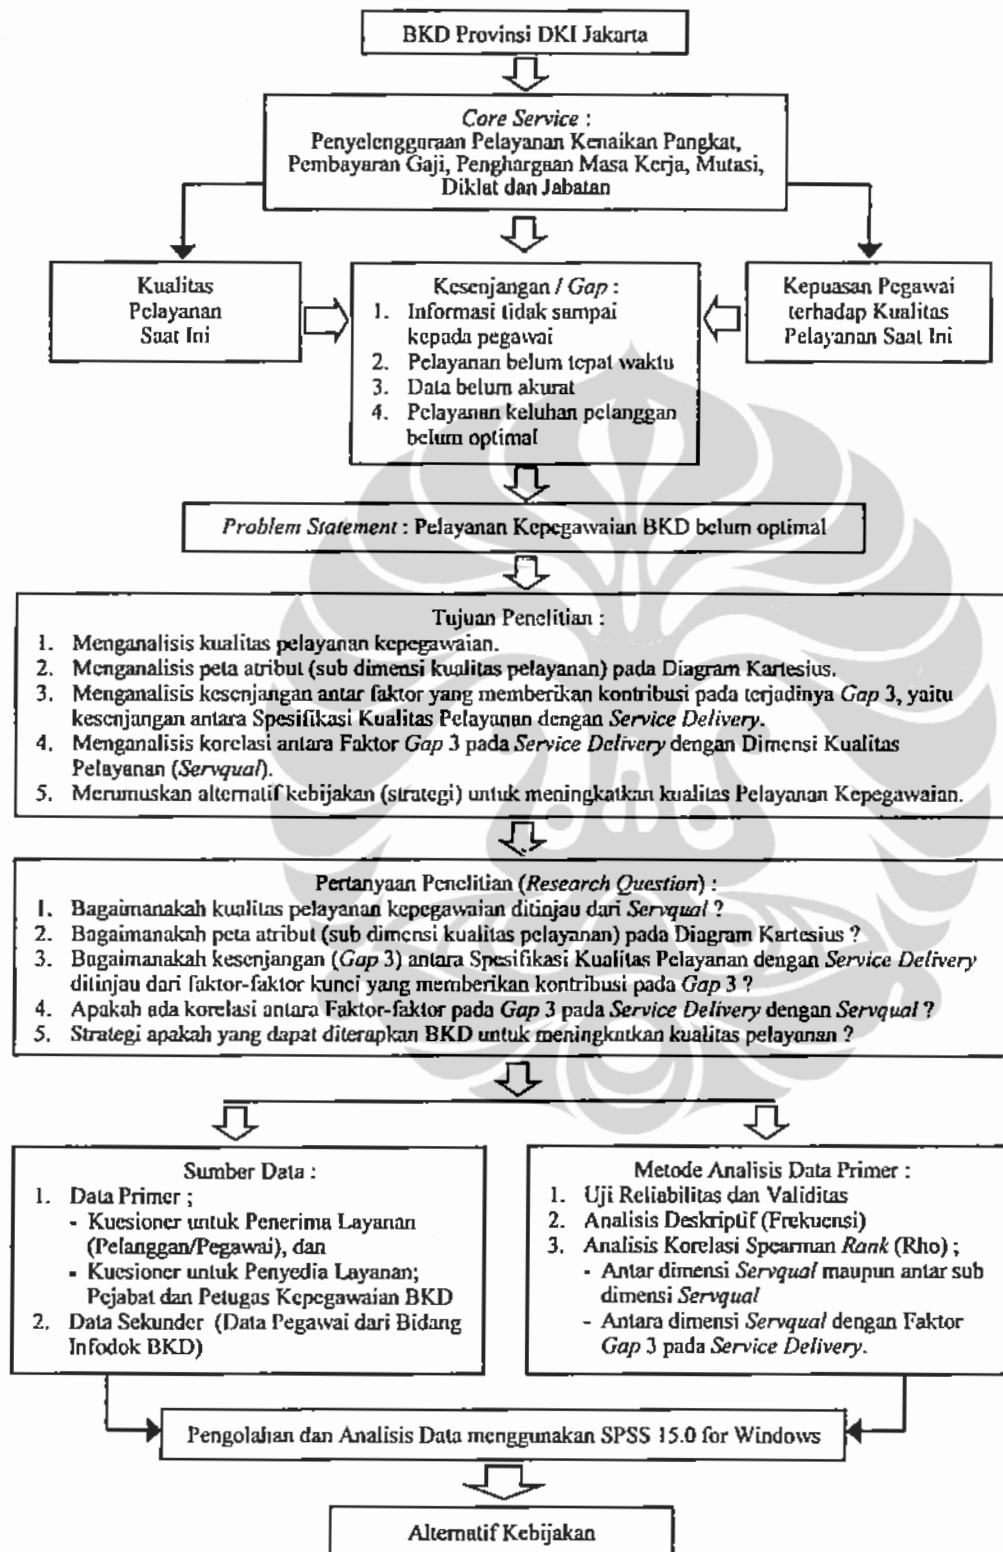 BKD Provinsi DKI Jakarta
Core Service :
Penyelenggaraan Pelayanan Kenaikan Pangkat,
Pembayaran Gaji, Penghargaan Masa Kerja, Mutasi,
Diklat dan Jabatan
Kualitas
Pelayanan
Saat Ini
Kesenjangan / Gap :
1. Informasi tidak sampai
kepada pegawai
2. Pelayanan belum tepat waktu
3. Data belum akurat
4. Pelayanan keluhan pelanggan
belum optimal
Kepuasan Pegawai
terhadap Kualitas
Pelayanan Saat Ini
Problem Statement : Pelayanan Kepegawaian BKD belum optimal
Tujuan Penelitian :
1. Menganalisis kualitas pelayanan kepegawaian.
2. Menganalisis peta atribut (sub dimensi kualitas pelayanan) pada Diagram Kartesius.
3. Menganalisis kesenjangan antar faktor yang memberikan kontribusi pada terjadinya Gap 3, yaitu
kesenjangan antara Spesifikasi Kualitas Pelayanan dengan Service Delivery.
4. Menganalisis korelasi antara Faktor Gap 3 pada Service Delivery dengan Dimensi Kualitas
Pelayanan (Servqual).
5. Merumuskan alternatif kebijakan (strategi) untuk meningkatkan kualitas Pelayanan Kepegawaian.
Pertanyaan Penelitian (Research Question) :
1. Bagaimanakah kualitas pelayanan kepegawaian ditinjau dari Servqual ?
2. Bagaimanakah peta atribut (sub dimensi kualitas pelayanan) pada Diagram Kartesius ?
3. Bagaimanakah kesenjangan (Gap 3) antara Spesifikasi Kualitas Pelayanan dengan Service Delivery
ditinjau dari faktor-faktor kunci yang memberikan kontribusi pada Gap 3 ?
4. Apakah ada korelasi antara Faktor-faktor pada Gap 3 pada Service Delivery dengan Servqual ?
5. Strategi apakah yang dapat diterapkan BKD untuk meningkatkan kualitas pelayanan ?
Sumber Data :
1. Data Primer ;
- Kuesioner untuk Penerima Layanan
(Pelanggan/Pegawai), dan
- Kuesioner untuk Penyedia Layanan;
Pejabat dan Petugas Kepegawaian BKD
2. Data Sekunder (Data Pegawai dari Bidang
Infodok BKD)
Metode Analisis Data Primer :
1. Uji Reliabilitas dan Validitas
2. Analisis Deskriptif (Frekuensi)
3. Analisis Korelasi Spearman Rank (Rho) ;
- Antar dimensi Servqual maupun antar sub
dimensi Servqual
- Antara dimensi Servqual dengan Faktor
Gap 3 pada Service Delivery.
Pengolahan dan Analisis Data menggunakan SPSS 15.0 for Windows
Alternatif Kebijakan